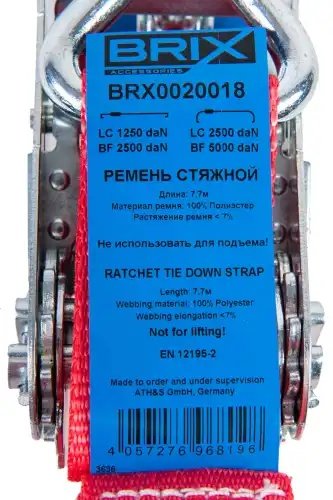 BRIX
ACCESSORIES
BRX0020018
LC 1250 daN
BF 2500 daN
LC 2500 daN
BF 5000 daN
РЕМЕНЬ СТЯЖНОЙ
Длина: 7,7м
Материал ремня: 100% Полиэстер
Растяжение ремня < 7%
Не использовать для подъема!
RATCHET TIE DOWN STRAP
Length: 7,7м
Webbing material: 100% Polyester
Webbing elongation <7%
Not for lifting!
EN 12195-2
Made to order and under supervision
ATH&S GmbH, Germany
4 057276 968196
3636